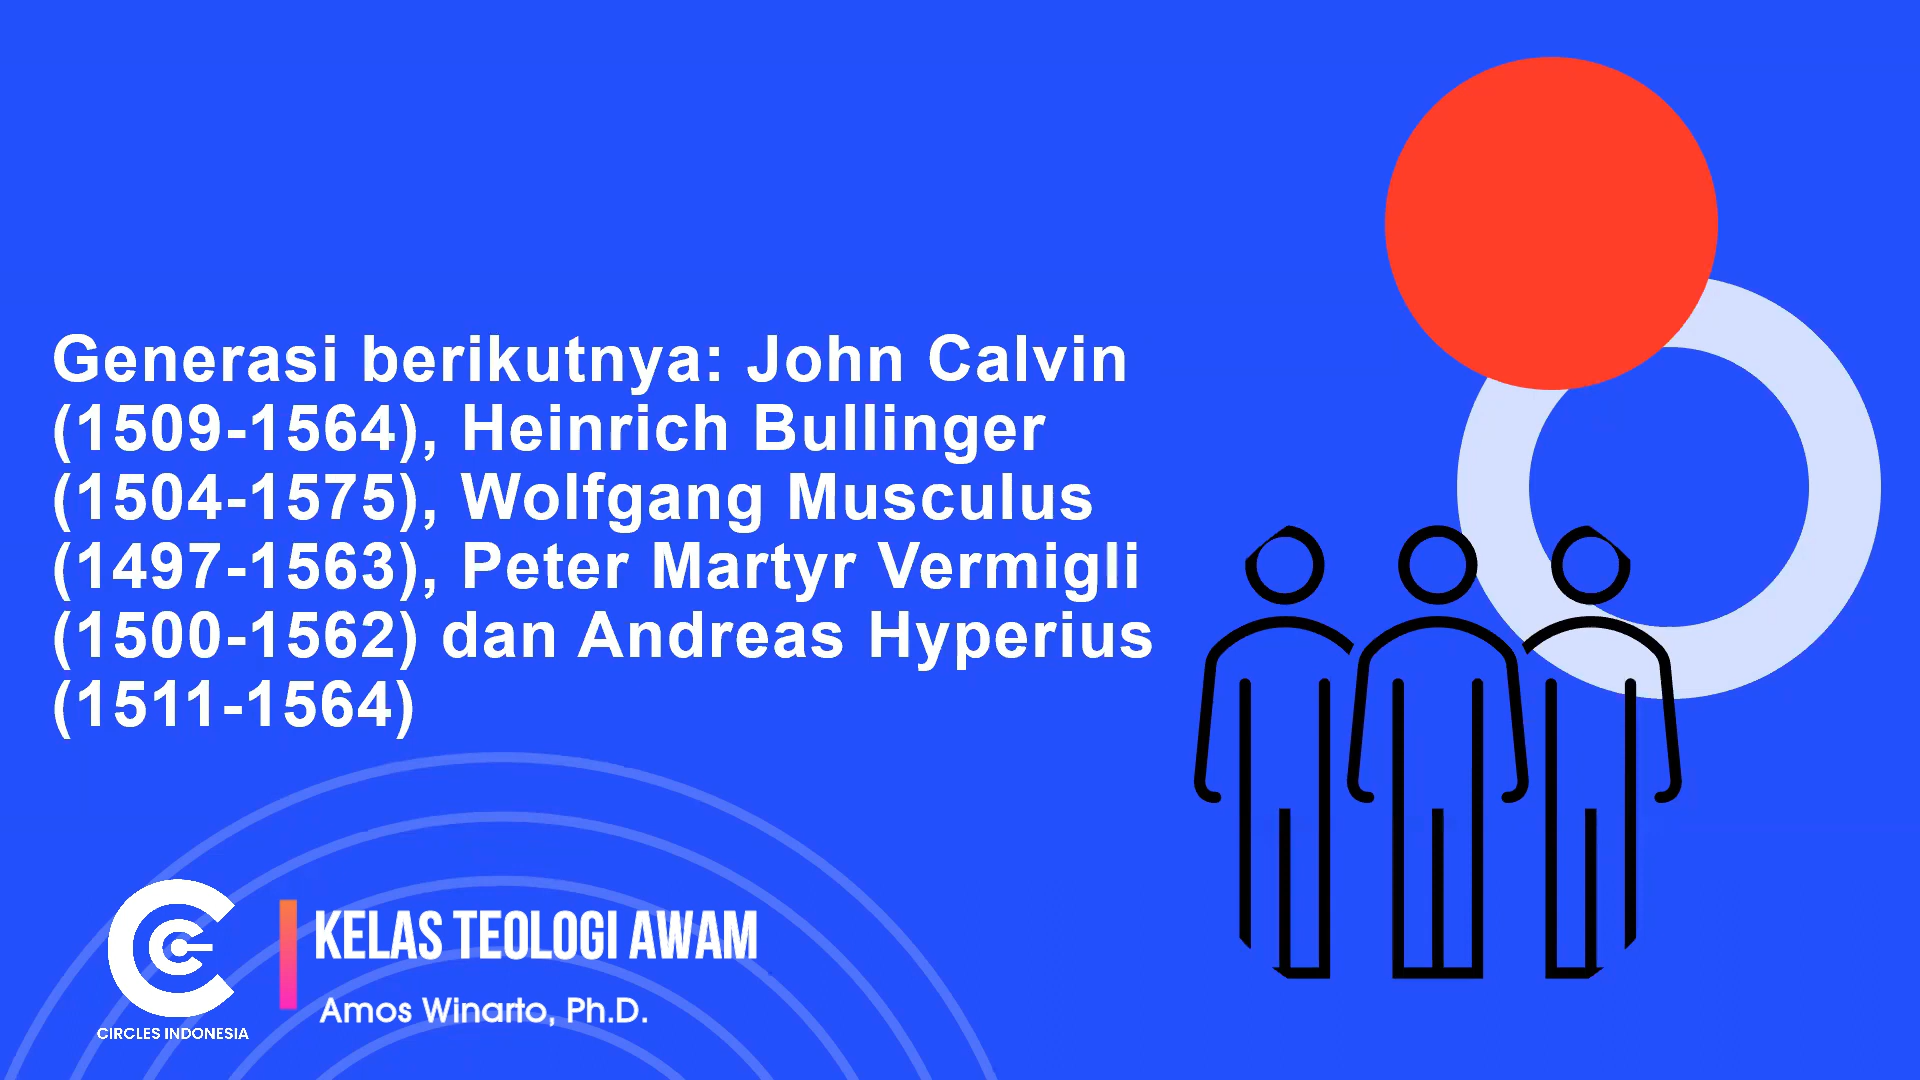 Generasi berikutnya: John Calvin
(1509-1564), Heinrich Bullinger
(1504-1575), Wolfgang Musculus
(1497-1563), Peter Martyr Vermigli
(1500-1562) dan Andreas Hyperius
(1511-1564)
KELAS TEOLOGI AWAM
Amos Winarto, Ph.D.
CIRCLES INDONESIA